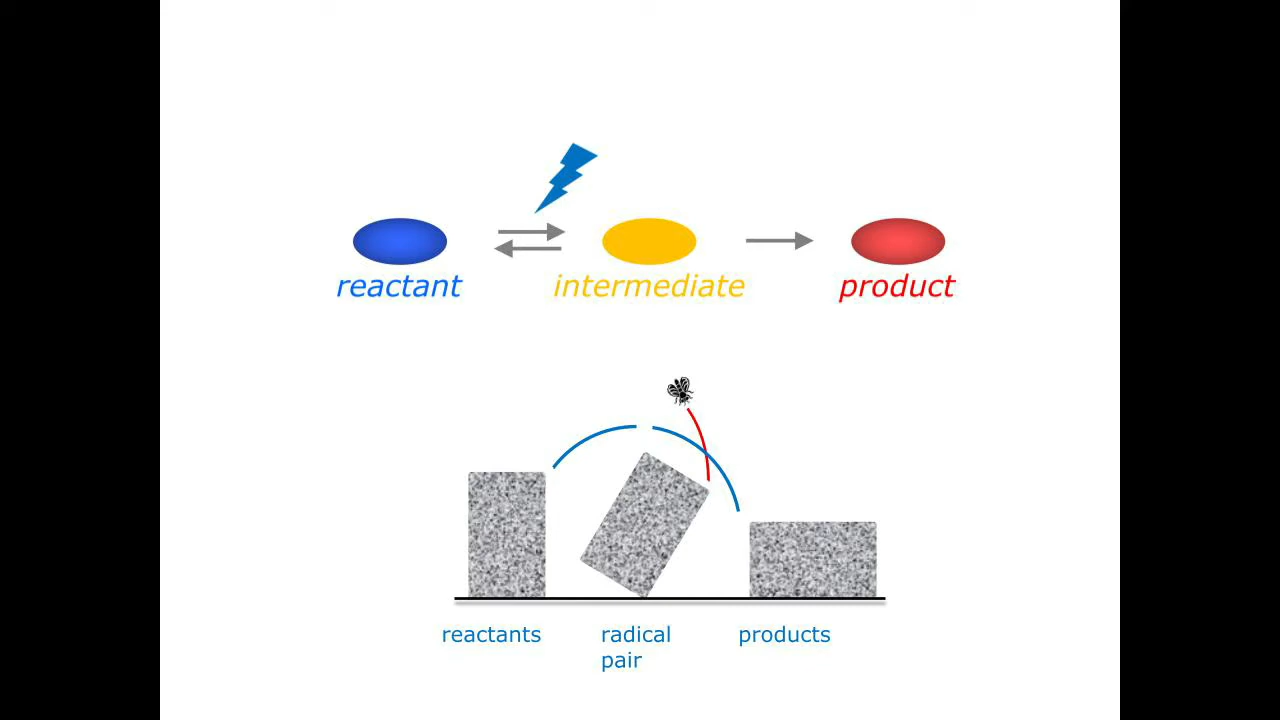 reactant
intermediate
product
reactants
radical
pair
products